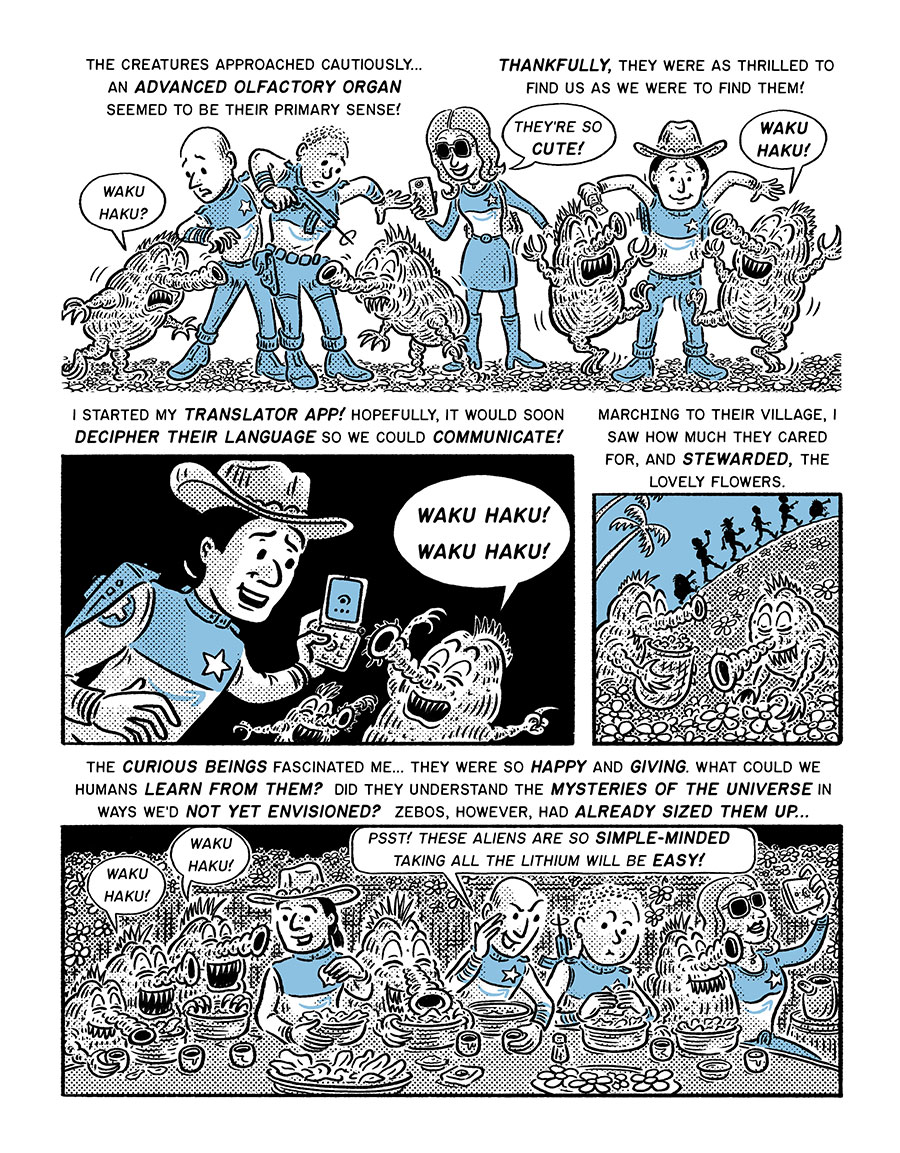 THE CREATURES APPROACHED CAUTIOUSLY...
AN ADVANCED OLFACTORY ORGAN
SEEMED TO BE THEIR PRIMARY SENSE!
THANKFULLY, THEY WERE AS THRILLED TO
FIND US AS WE WERE TO FIND THEM!
WAKU
HAKU?
THEY'RE SO
CUTE!
WAKU
HAKU!
I STARTED MY TRANSLATOR APP! HOPEFULLY, IT WOULD SOON
DECIPHER THEIR LANGUAGE SO WE COULD COMMUNICATE!
WAKU HAKU!
WAKU HAKU!
MARCHING TO THEIR VILLAGE, I
SAW HOW MUCH THEY CARED
FOR, AND STEWARDED, THE
LOVELY FLOWERS.
THE CURIOUS BEINGS FASCINATED ME... THEY WERE SO HAPPY AND GIVING. WHAT COULD WE
HUMANS LEARN FROM THEM? DID THEY UNDERSTAND THE MYSTERIES OF THE UNIVERSE IN
WAYS WE'D NOT YET ENVISIONED? ZEBOS, HOWEVER, HAD ALREADY SIZED THEM UP...
WAKU
HAKU!
WAKU
HAKU!
PSST! THESE ALIENS ARE SO SIMPLE-MINDED
TAKING ALL THE LITHIUM WILL BE EASY!